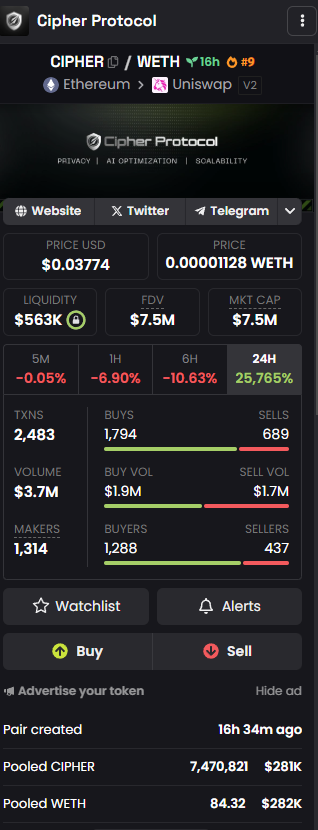 Cipher Protocol
CIPHER / WETH 16h #9
Ethereum > Uniswap V2
Cipher Protocol
PRIVACY | AI OPTIMIZATION | SCALABILITY
Website Twitter Telegram
PRICE USD PRICE
$0.03774 0.00001128 WETH
LIQUIDITY FDV MKT CAP
$563K $7.5M $7.5M
5M 1H 6H 24H
-0.05% -6.90% -10.63% 25,765%
TXNS BUYS SELLS
2,483 1,794 689
VOLUME BUY VOL SELL VOL
$3.7M $1.9M $1.7M
MAKERS BUYERS SELLERS
1,314 1,288 437
Watchlist Alerts
Buy Sell
Advertise your token Hide ad
Pair created 16h 34m ago
Pooled CIPHER 7,470,821 $281K
Pooled WETH 84.32 $282K